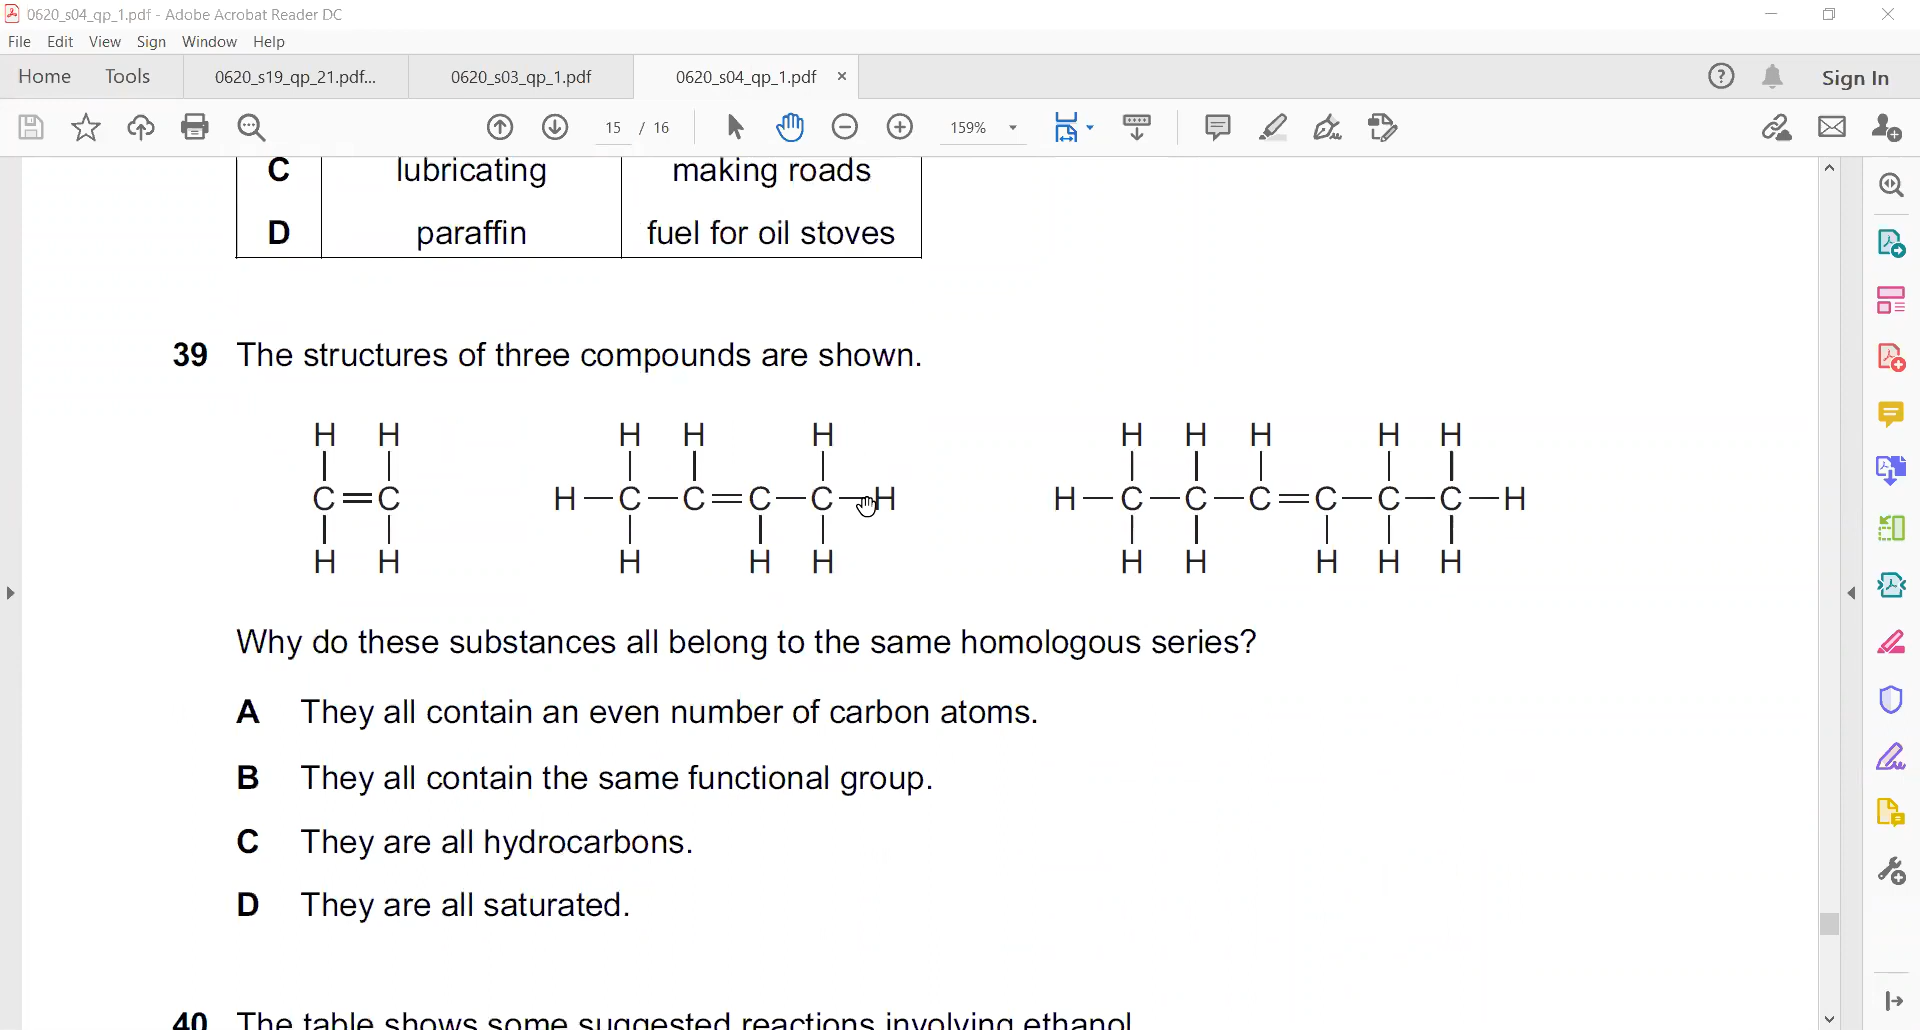 0620_s04_qp_1.pdf - Adobe Acrobat Reader DC
File Edit View Sign Window Help
Home Tools 0620_s19_qp_21.pdf... 0620_s03_qp_1.pdf 0620_s04_qp_1.pdf × Sign In
15 / 16 159%
C lubricating making roads
D paraffin fuel for oil stoves
39 The structures of three compounds are shown.
H H H H H H H H H H
C=C H—C—C=C—C—H H—C—C—C=C—C—C—H
H H H H H H H H H H
Why do these substances all belong to the same homologous series?
A They all contain an even number of carbon atoms.
B They all contain the same functional group.
C They are all hydrocarbons.
D They are all saturated.
40 The table shows some suggested reactions involving ethanol